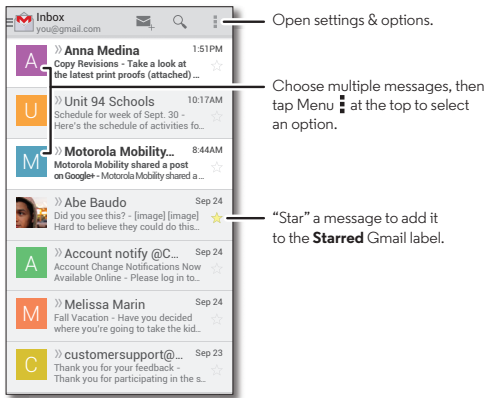 Inbox
you@gmail.com
Open settings & options.
A
» Anna Medina 1:51PM
Copy Revisions - Take a look at
the latest print proofs (attached) ...
Choose multiple messages, then
tap Menu at the top to select
an option.
U
» Unit 94 Schools 10:17AM
Schedule for week of Sept. 30 -
Here's the schedule of activities fo...
M
» Motorola Mobility... 8:44AM
Motorola Mobility shared a post
on Google+ - Motorola Mobility shared a ...
» Abe Baudo Sep 24
Did you see this? - [image] [image]
Hard to believe they could do this...
“Star” a message to add it
to the Starred Gmail label.
A
» Account notify @C... Sep 24
Account Change Notifications Now
Available Online - Please log in to...
M
» Melissa Marin Sep 24
Fall Vacation - Have you decided
where you're going to take the kid...
C
» customersupport@... Sep 23
Thank you for your feedback -
Thank you for participating in the s...